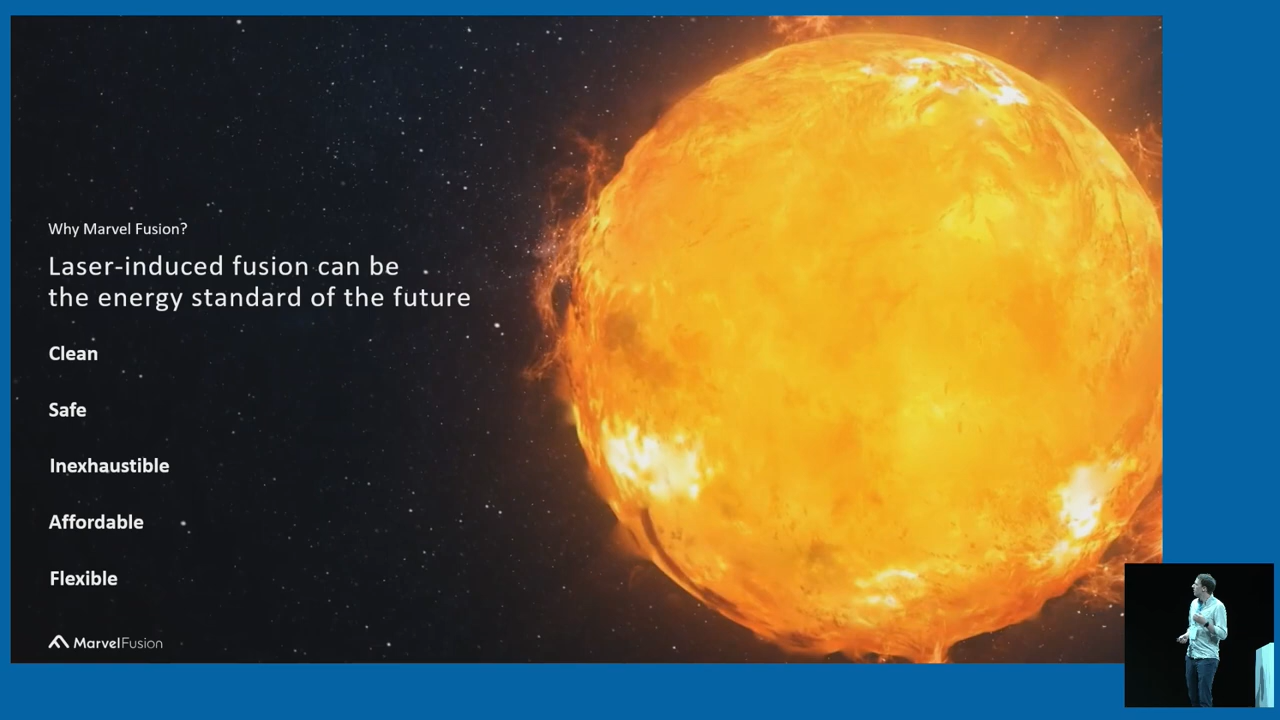 Why Marvel Fusion?
Laser-induced fusion can be
the energy standard of the future
Clean
Safe
Inexhaustible
Affordable
Flexible
MarvelFusion